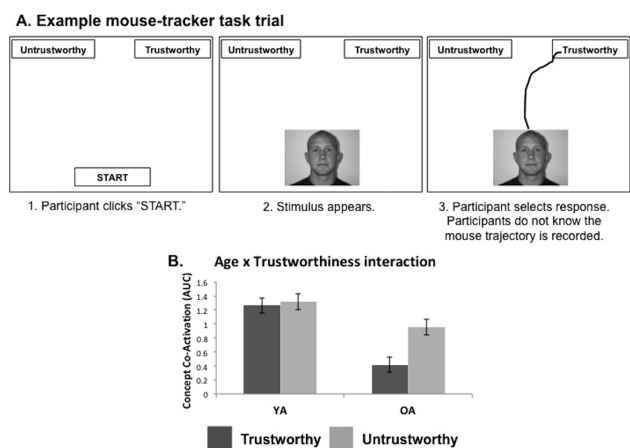 A. Example mouse-tracker task trial
Untrustworthy
Trustworthy
START
1. Participant clicks “START.”
Untrustworthy
Trustworthy
2. Stimulus appears.
Untrustworthy
Trustworthy
3. Participant selects response.
Participants do not know the
mouse trajectory is recorded.
B. Age x Trustworthiness interaction
Concept Co-Activation (AUC)
1.6
1.4
1.2
1
0.8
0.6
0.4
0.2
0
YA
OA
Trustworthy
Untrustworthy